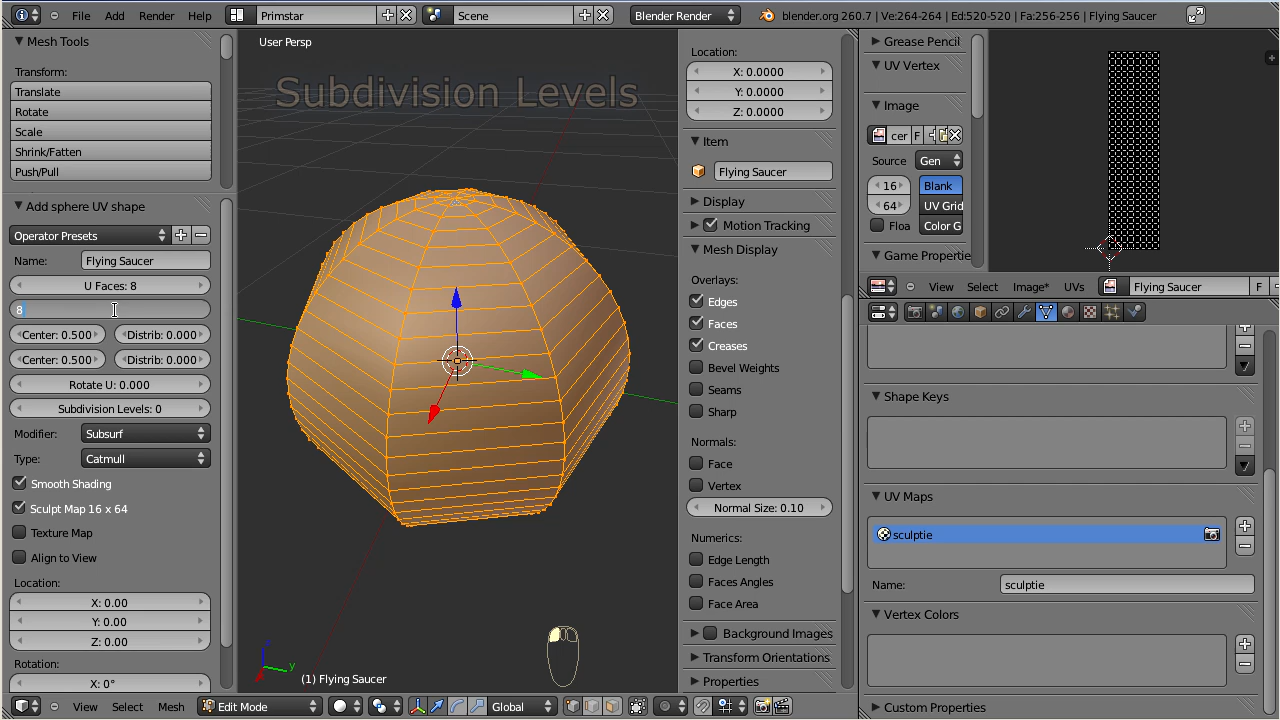 File Add Render Help Primstar Scene Blender Render blender.org 260.7 | Ve:264-264 | Ed:520-520 | Fa:256-256 | Flying Saucer
Mesh Tools
Transform:
Translate
Rotate
Scale
Shrink/Fatten
Push/Pull
Add sphere UV shape
Operator Presets
Name: Flying Saucer
U Faces: 8
8
Center: 0.500 Distrib: 0.000
Center: 0.500 Distrib: 0.000
Rotate U: 0.000
Subdivision Levels: 0
Modifier: Subsurf
Type: Catmull
Smooth Shading
Sculpt Map 16 x 64
Texture Map
Align to View
Location:
X: 0.00
Y: 0.00
Z: 0.00
Rotation:
X: 0°
User Persp
Subdivision Levels
z
y
(1) Flying Saucer
View Select Mesh Edit Mode Global
Location:
X: 0.0000
Y: 0.0000
Z: 0.0000
Item
Flying Saucer
Display
Motion Tracking
Mesh Display
Overlays:
Edges
Faces
Creases
Bevel Weights
Seams
Sharp
Normals:
Face
Vertex
Normal Size: 0.10
Numerics:
Edge Length
Faces Angles
Face Area
Background Images
Transform Orientations
Properties
Grease Pencil
UV Vertex
Image
cer F
Source Gen
16 Blank
64 UV Grid
Floa Color G
Game Propertie
View Select Image* UVs Flying Saucer F
Shape Keys
UV Maps
sculptie
Name: sculptie
Vertex Colors
Custom Properties